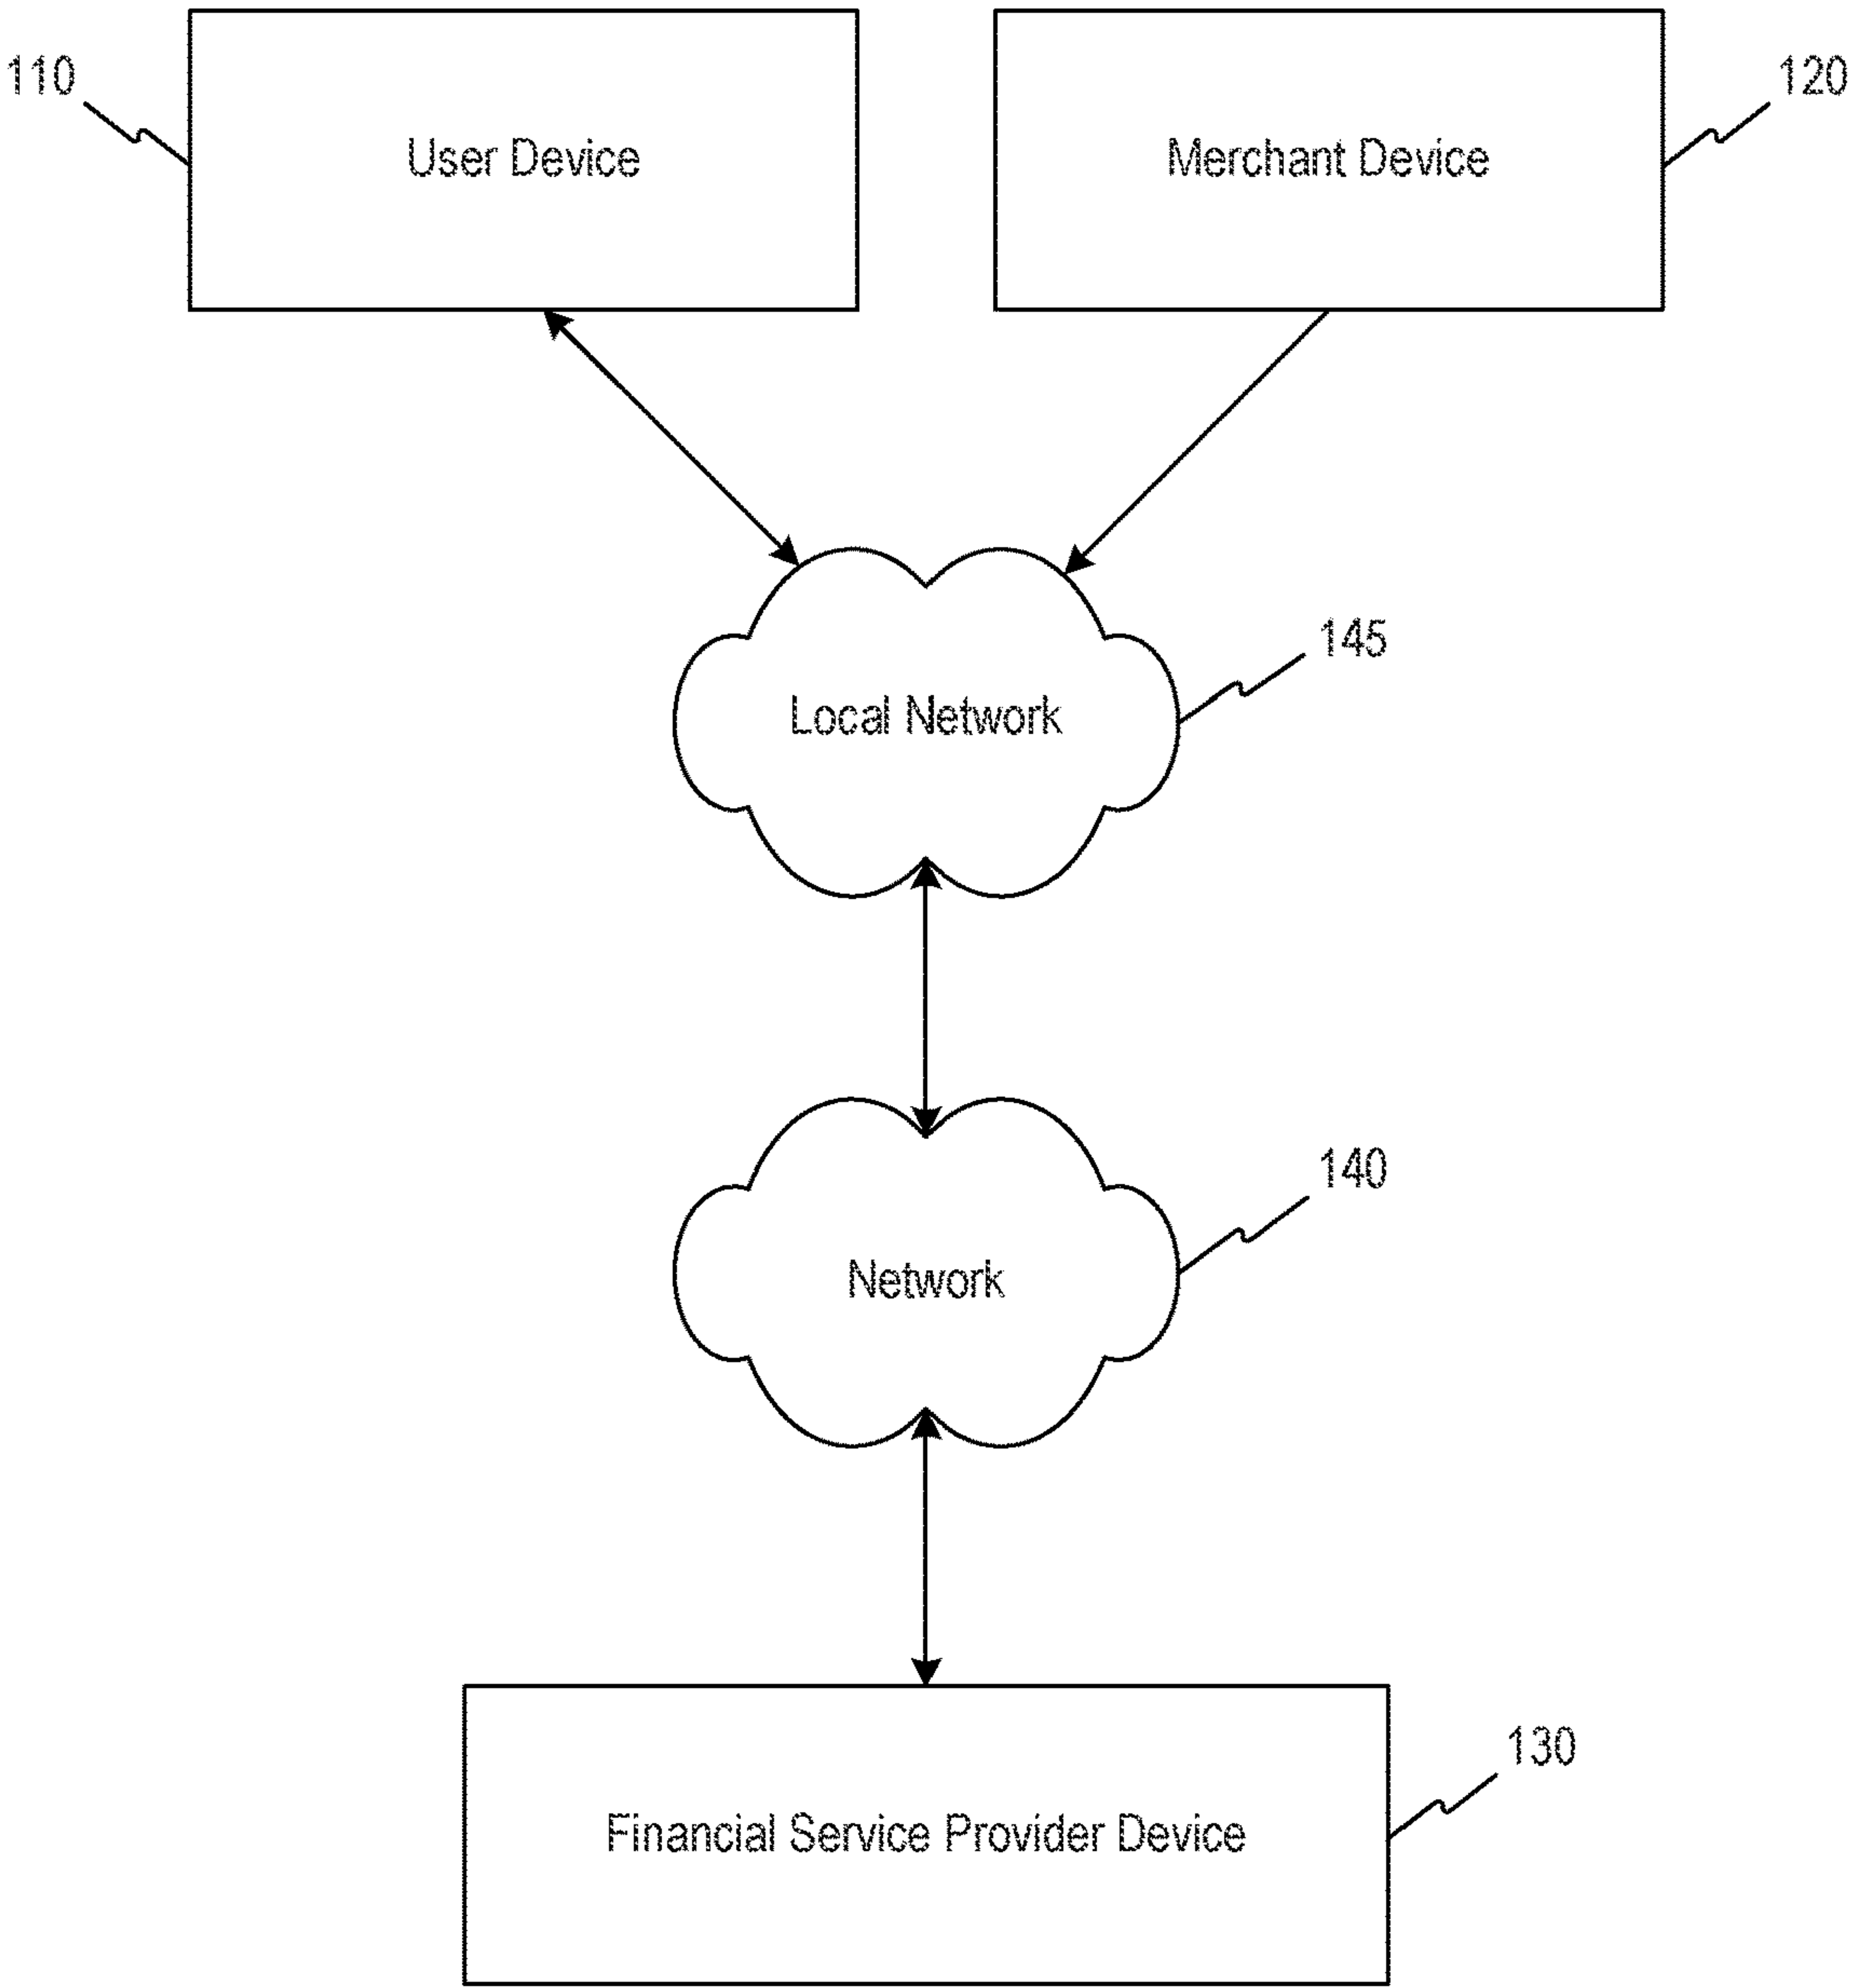 110
User Device
Merchant Device
120
Local Network
145
Network
140
Financial Service Provider Device
130